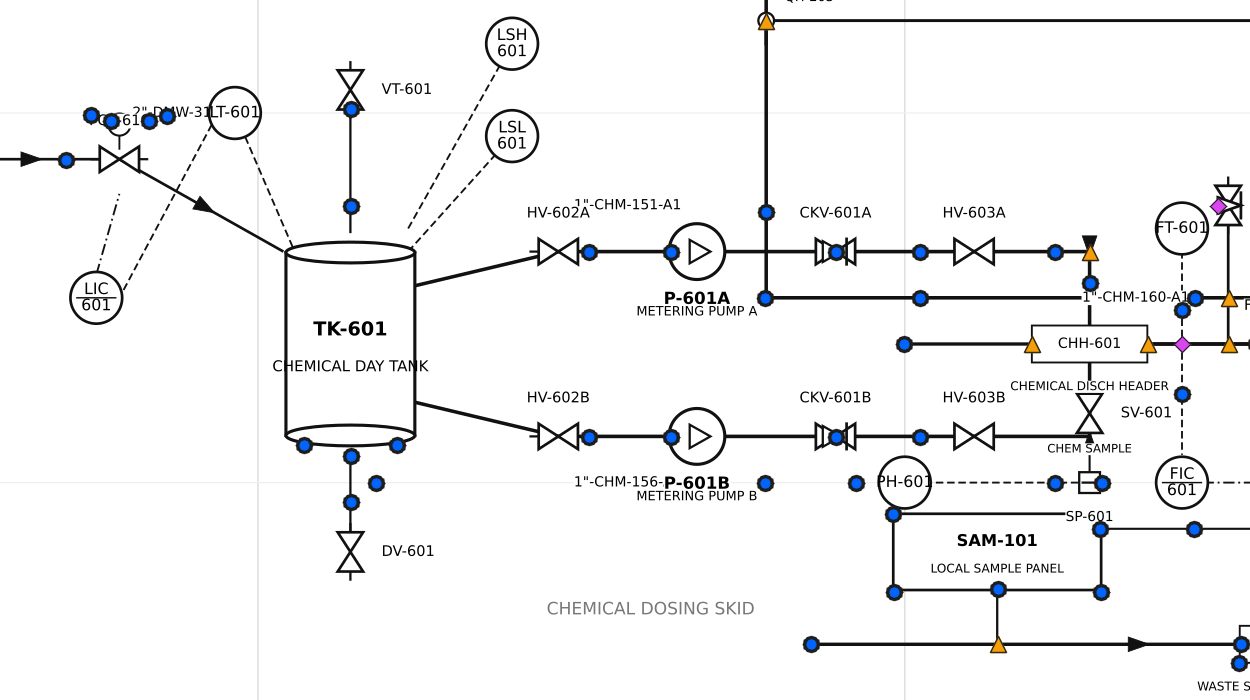 LSH
601
VT-601
2"-DMW-31
LT-601
LSL
601
1"-CHM-151-A1
HV-602A
CKV-601A
HV-603A
FT-601
LIC
601
P-601A
METERING PUMP A
1"-CHM-160-A1
TK-601
CHH-601
CHEMICAL DAY TANK
CHEMICAL DISCH HEADER
HV-602B
CKV-601B
HV-603B
SV-601
CHEM SAMPLE
1"-CHM-156-
P-601B
METERING PUMP B
PH-601
FIC
601
SP-601
SAM-101
DV-601
LOCAL SAMPLE PANEL
CHEMICAL DOSING SKID
WASTE S